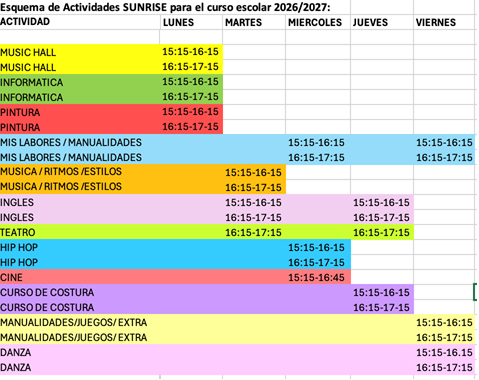 Esquema de Actividades SUNRISE para el curso escolar 2026/2027:
ACTIVIDAD LUNES MARTES MIERCOLES JUEVES VIERNES
MUSIC HALL 15:15-16-15
MUSIC HALL 16:15-17-15
INFORMATICA 15:15-16-15
INFORMATICA 16:15-17-15
PINTURA 15:15-16-15
PINTURA 16:15-17-15
MIS LABORES / MANUALIDADES 15:15-16:15 15:15-16:15
MIS LABORES / MANUALIDADES 16:15-17:15 16:15-17:15
MUSICA / RITMOS /ESTILOS 15:15-16-15
MUSICA / RITMOS /ESTILOS 16:15-17-15
INGLES 15:15-16-15 15:15-16-15
INGLES 16:15-17-15 16:15-17-15
TEATRO 16:15-17:15 16:15-17:15
HIP HOP 15:15-16-15
HIP HOP 16:15-17-15
CINE 15:15-16:45
CURSO DE COSTURA 15:15-16-15
CURSO DE COSTURA 16:15-17-15
MANUALIDADES/JUEGOS/ EXTRA 15:15-16:15
MANUALIDADES/JUEGOS/ EXTRA 16:15-17:15
DANZA 15:15-16.15
DANZA 16:15-17:15